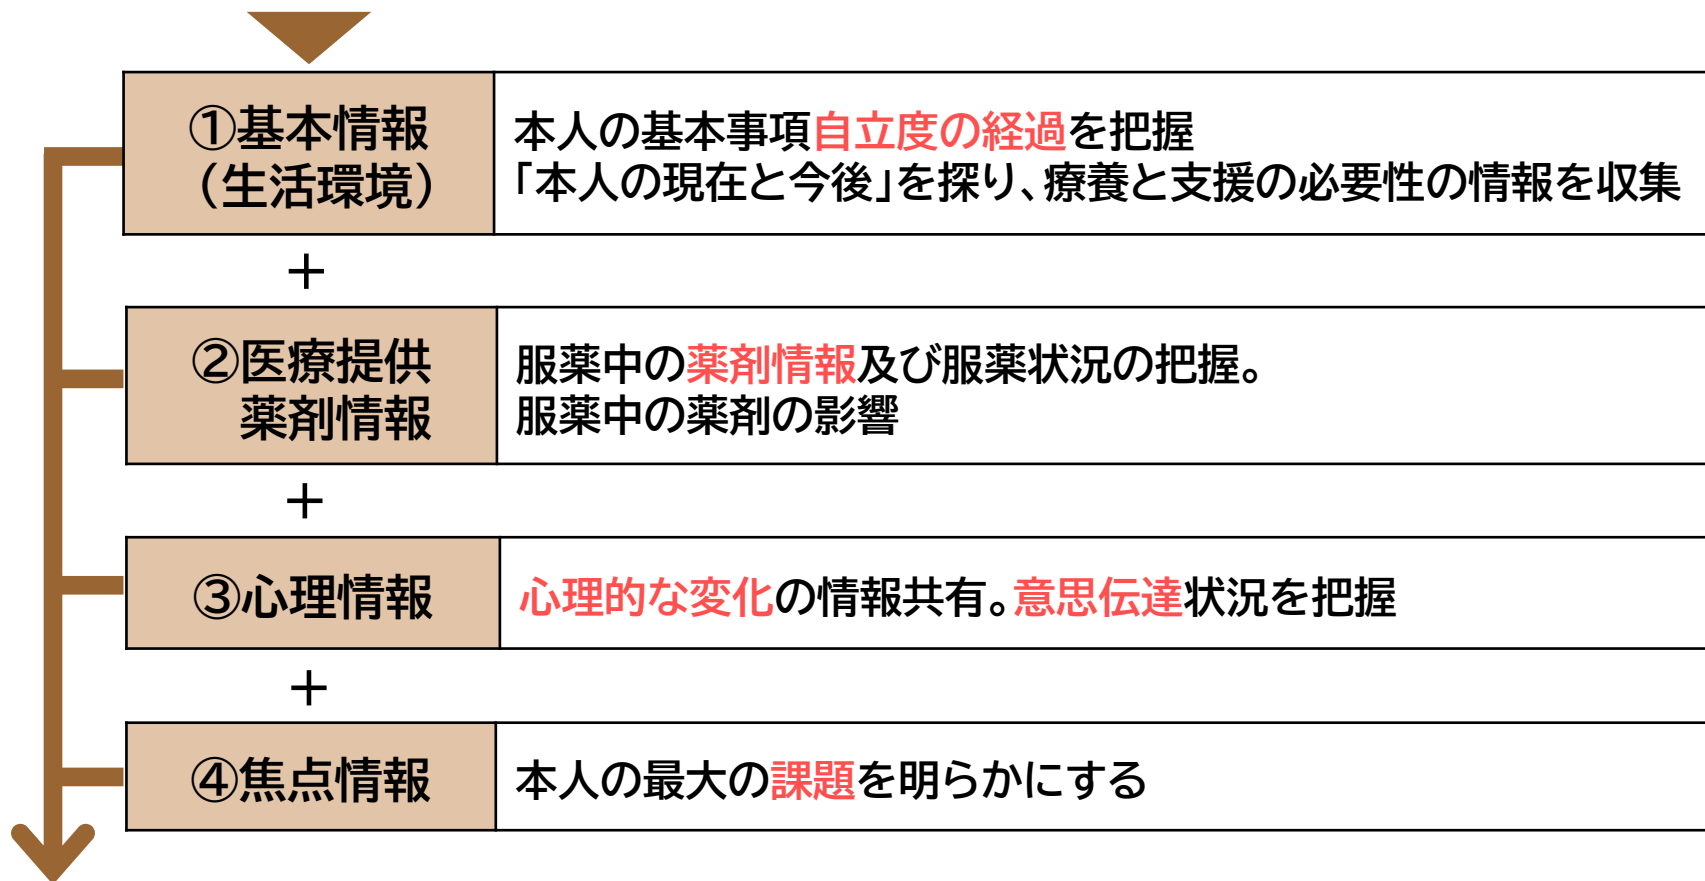 ①基本情報
（生活環境）
本人の基本事項自立度の経過を把握
「本人の現在と今後」を探り、療養と支援の必要性の情報を収集
＋
②医療提供
薬剤情報
服薬中の薬剤情報及び服薬状況の把握。
服薬中の薬剤の影響
＋
③心理情報
心理的な変化の情報共有。意思伝達状況を把握
＋
④焦点情報
本人の最大の課題を明らかにする